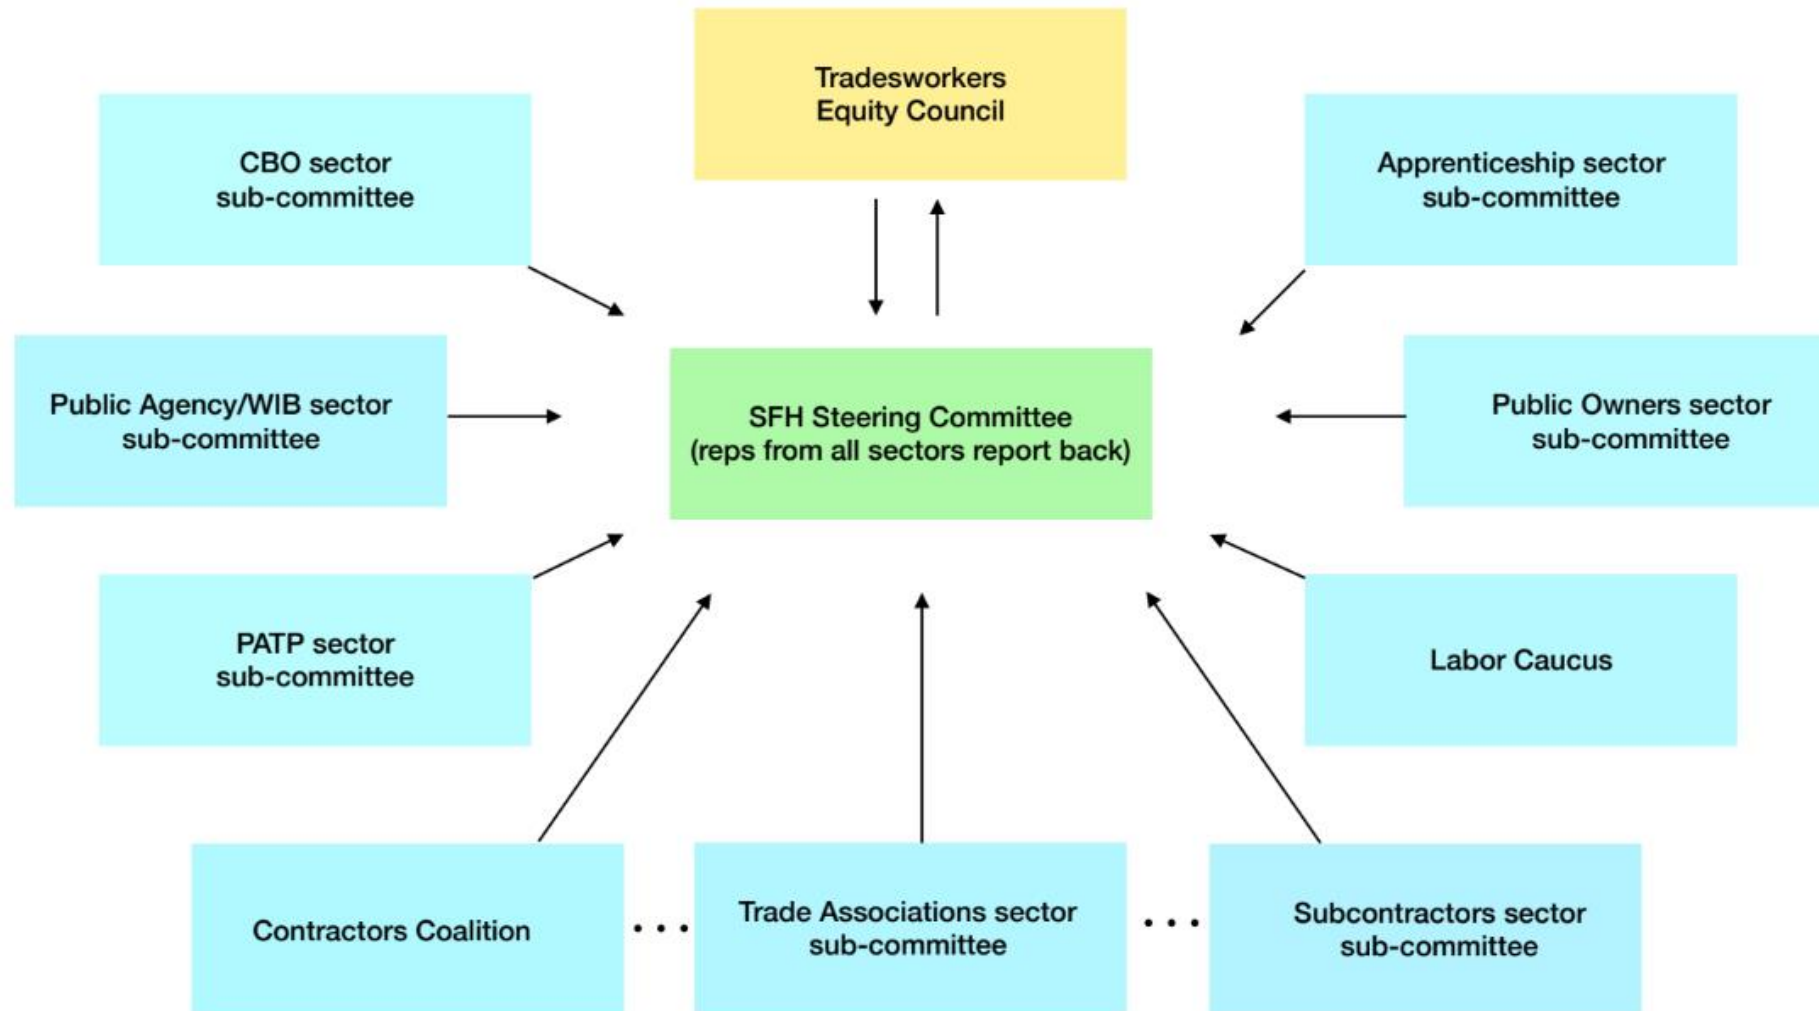 Tradesworkers
Equity Council
CBO sector
sub-committee
Apprenticeship sector
sub-committee
Public Agency/WIB sector
sub-committee
SFH Steering Committee
(reps from all sectors report back)
Public Owners sector
sub-committee
PATP sector
sub-committee
Labor Caucus
Contractors Coalition
Trade Associations sector
sub-committee
Subcontractors sector
sub-committee